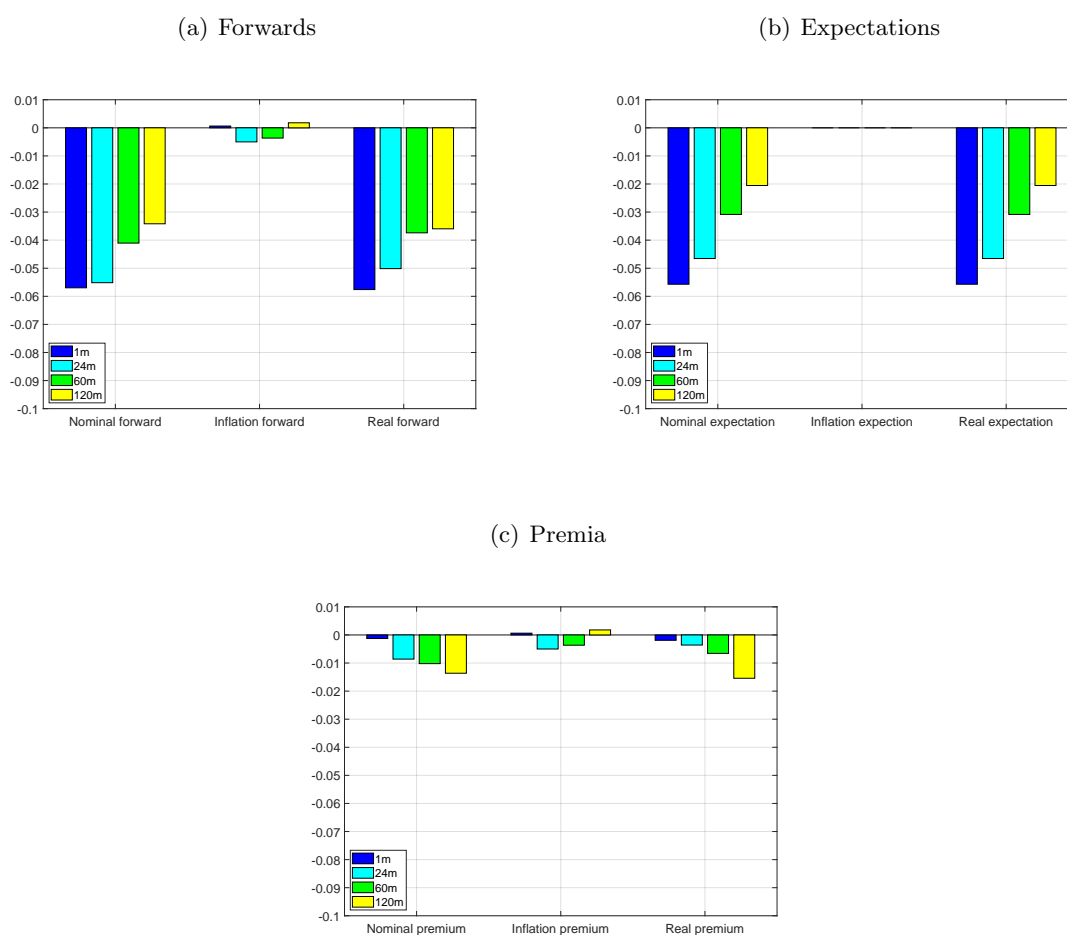 (a) Forwards
0.01
0
-0.01
-0.02
-0.03
-0.04
-0.05
-0.06
-0.07
-0.08
-0.09
-0.1
1m
24m
60m
120m
Nominal forward Inflation forward Real forward
(b) Expectations
0.01
0
-0.01
-0.02
-0.03
-0.04
-0.05
-0.06
-0.07
-0.08
-0.09
-0.1
1m
24m
60m
120m
Nominal expectation Inflation expection Real expectation
(c) Premia
0.01
0
-0.01
-0.02
-0.03
-0.04
-0.05
-0.06
-0.07
-0.08
-0.09
-0.1
1m
24m
60m
120m
Nominal premium Inflation premium Real premium